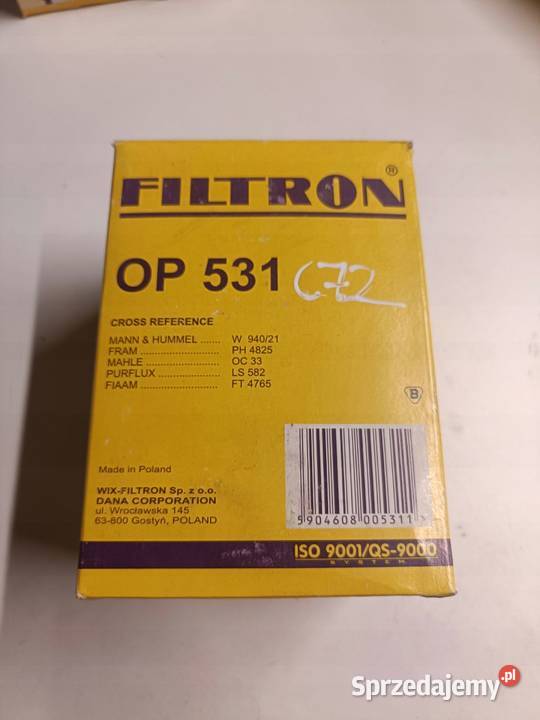 FILTRON®
OP 531 C72
CROSS REFERENCE
MANN & HUMMEL ...... W 940/21
FRAM ........................ PH 4825
MAHLE ...................... OC 33
PURFLUX ................... LS 582
FIAAM ....................... FT 4765
B
Made in Poland
WIX-FILTRON Sp. z o.o.
DANA CORPORATION
ul. Wrocławska 145
63-800 Gostyń, POLAND
5904608005311>
ISO 9001/QS-9000
SYSTEM
Sprzedajemy.pl